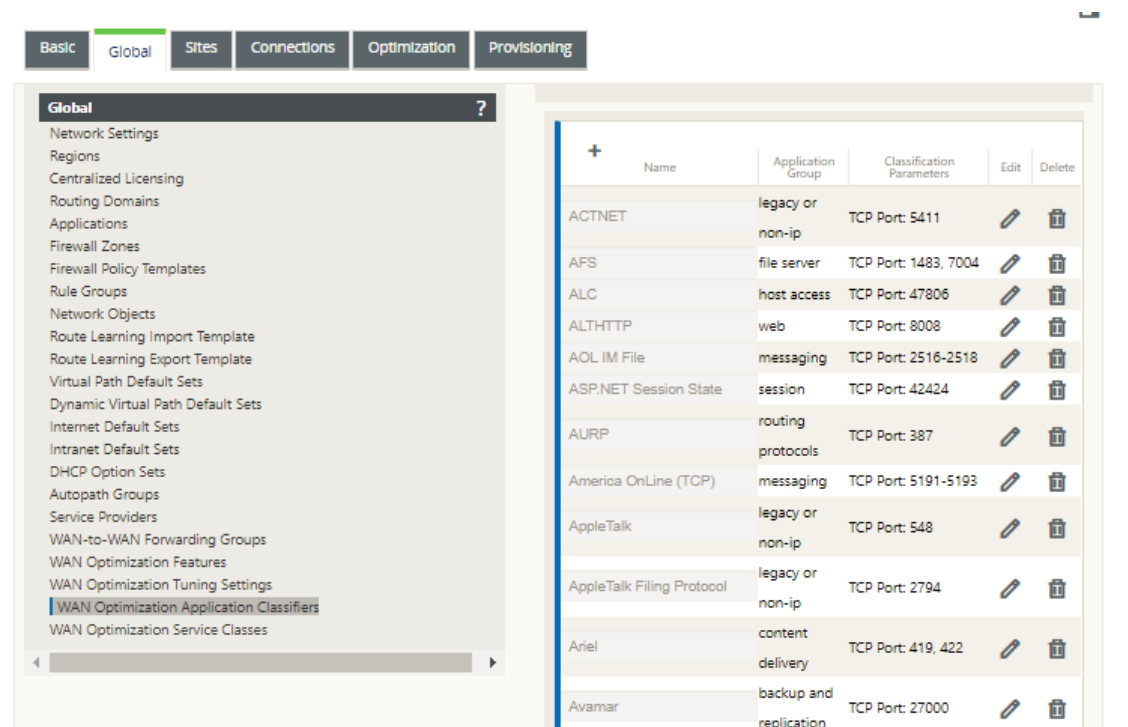 Basic Global Sites Connections Optimization Provisioning
Global ?
Network Settings
Regions
Centralized Licensing
Routing Domains
Applications
Firewall Zones
Firewall Policy Templates
Rule Groups
Network Objects
Route Learning Import Template
Route Learning Export Template
Virtual Path Default Sets
Dynamic Virtual Path Default Sets
Internet Default Sets
Intranet Default Sets
DHCP Option Sets
Autopath Groups
Service Providers
WAN-to-WAN Forwarding Groups
WAN Optimization Features
WAN Optimization Tuning Settings
WAN Optimization Application Classifiers
WAN Optimization Service Classes
+
Name Application Group Classification Parameters Edit Delete
ACTNET legacy or non-ip TCP Port: 5411
AFS file server TCP Port: 1483, 7004
ALC host access TCP Port: 47806
ALTHTTP web TCP Port: 8008
AOL IM File messaging TCP Port: 2516-2518
ASP.NET Session State session TCP Port: 42424
AURP routing protocols TCP Port: 387
America OnLine (TCP) messaging TCP Port: 5191-5193
AppleTalk legacy or non-ip TCP Port: 548
AppleTalk Filing Protocol legacy or non-ip TCP Port: 2794
Ariel content delivery TCP Port: 419, 422
Avamar backup and replication TCP Port: 27000